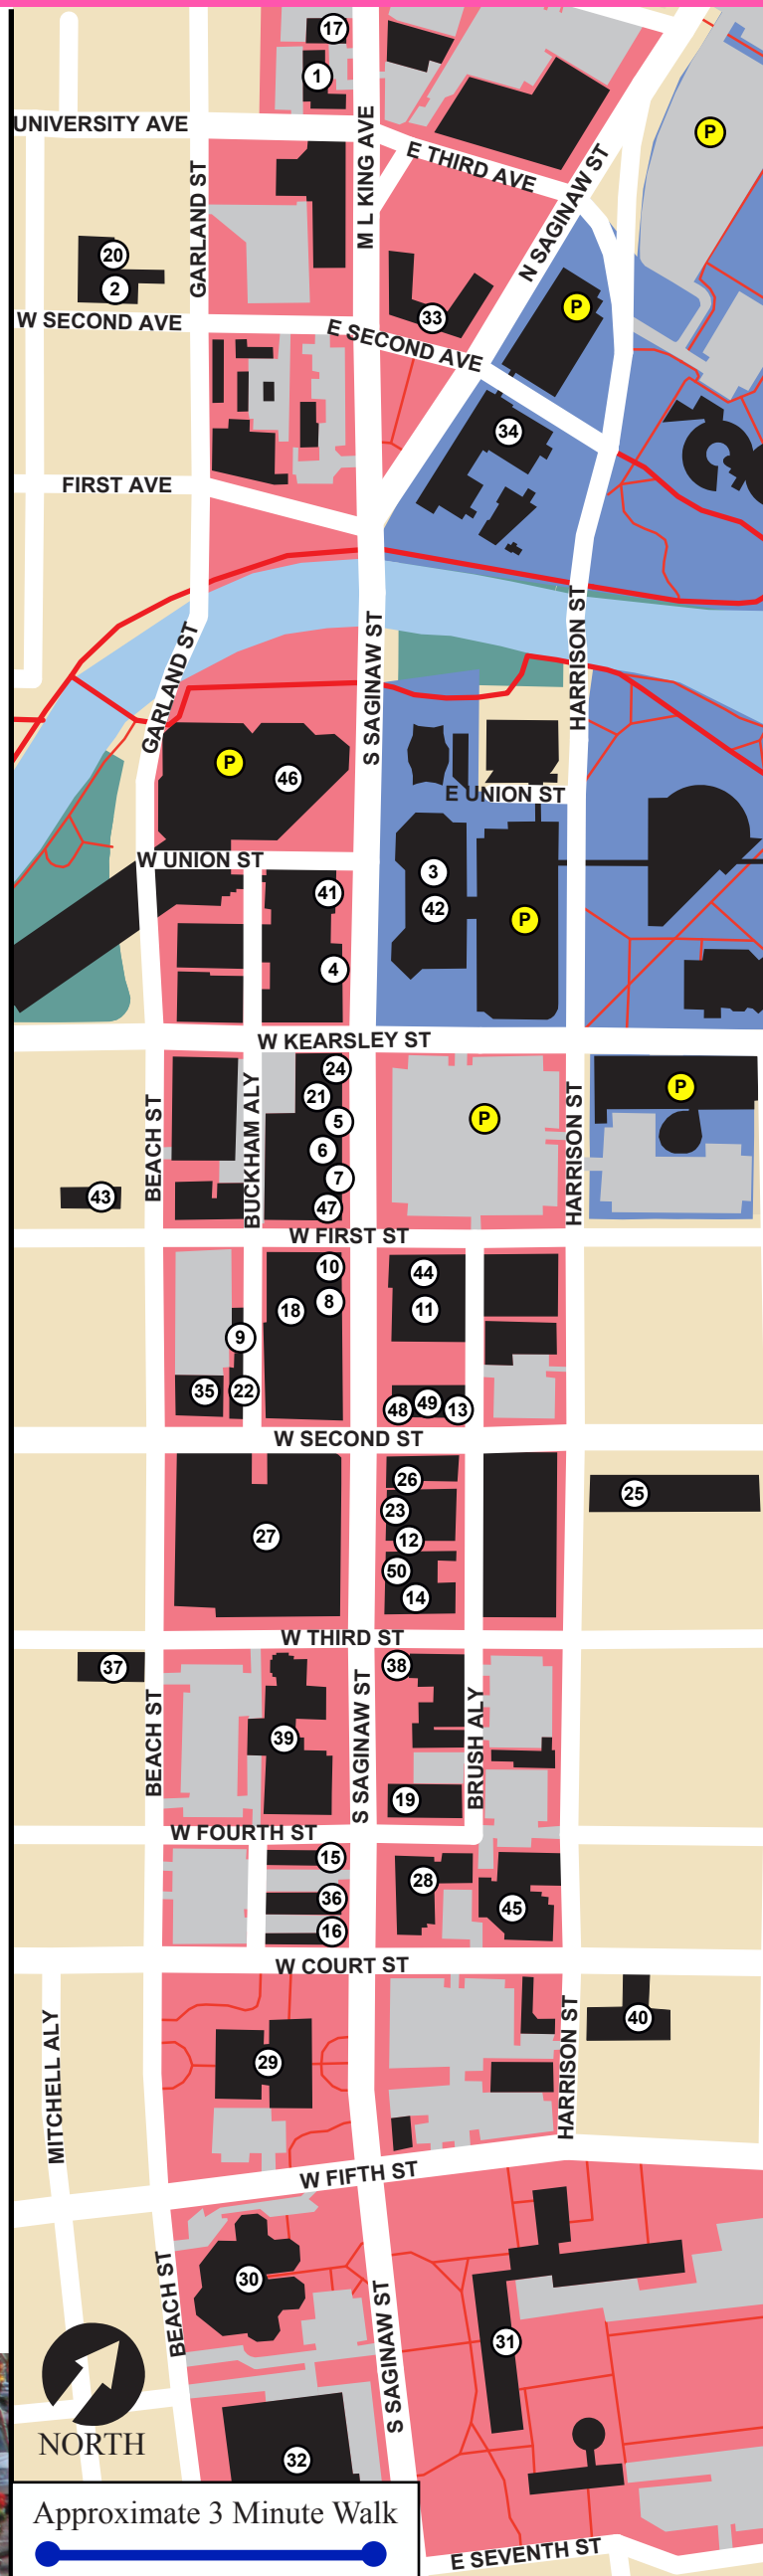 17
1
UNIVERSITY AVE
P
M L KING AVE
E THIRD AVE
GARLAND ST
N SAGINAW ST
20
2
P
W SECOND AVE
33
E SECOND AVE
34
FIRST AVE
GARLAND ST
S SAGINAW ST
HARRISON ST
P
46
E UNION ST
W UNION ST
3
41
42
P
4
W KEARSLEY ST
24
P
21
P
5
BEACH ST
BUCKHAM ALY
HARRISON ST
6
7
43
47
W FIRST ST
10
44
8
18
11
9
35
22
48
49
13
W SECOND ST
26
25
23
27
12
50
14
W THIRD ST
37
38
BEACH ST
39
S SAGINAW ST
BRUSH ALY
19
W FOURTH ST
15
28
36
45
16
W COURT ST
MITCHELL ALY
40
HARRISON ST
29
W FIFTH ST
BEACH ST
30
S SAGINAW ST
31
NORTH
32
Approximate 3 Minute Walk
E SEVENTH ST